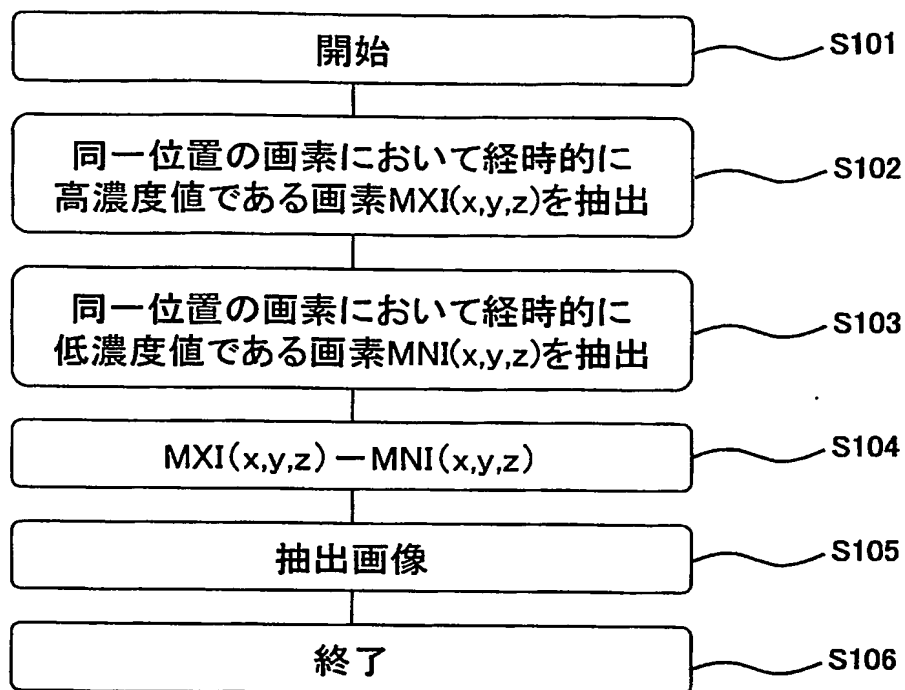 開始
S101
同一位置の画素において経時的に
高濃度値である画素MXI(x,y,z)を抽出
S102
同一位置の画素において経時的に
低濃度値である画素MNI(x,y,z)を抽出
S103
MXI(x,y,z)－MNI(x,y,z)
S104
抽出画像
S105
終了
S106